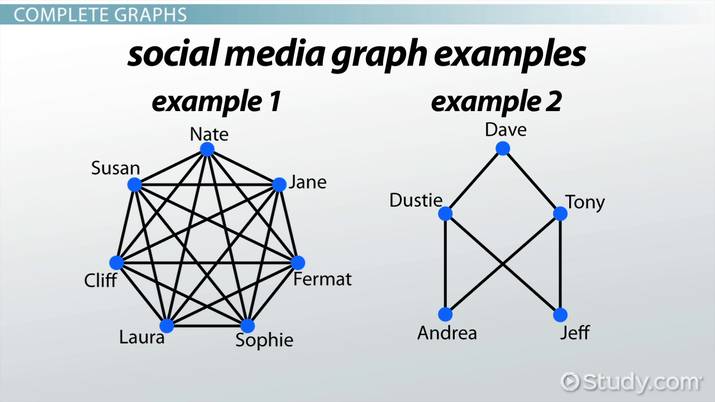 COMPLETE GRAPHS
social media graph examples
example 1
example 2
Nate
Susan
Jane
Cliff
Fermat
Laura
Sophie
Dave
Dustie
Tony
Andrea
Jeff
Study.com